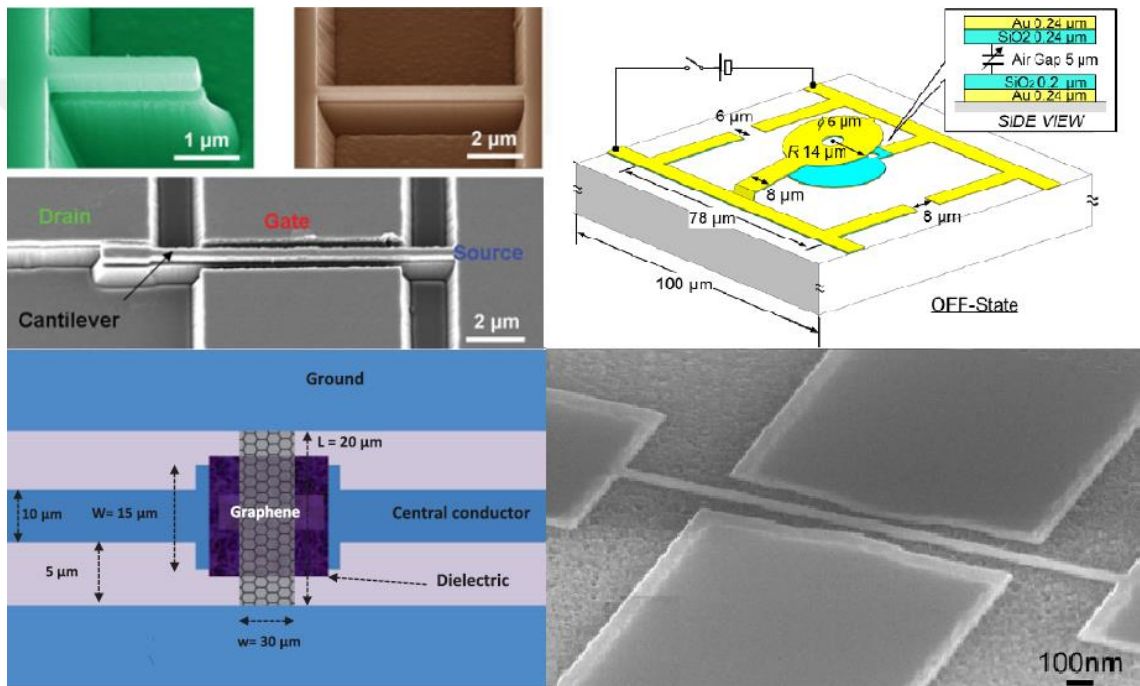 1 µm
2 µm
Drain
Gate
Source
Cantilever
2 µm
Au 0.24 µm
SiO2 0.24 µm
Air Gap 5 µm
SiO₂ 0.2 µm
Au 0.24 µm
SIDE VIEW
6 µm
ϕ6 µm
R 14 µm
8 µm
78 µm
8 µm
100 µm
OFF-State
Ground
L = 20 µm
10 µm
W= 15 µm
Graphene
Central conductor
5 µm
Dielectric
w= 30 µm
100nm